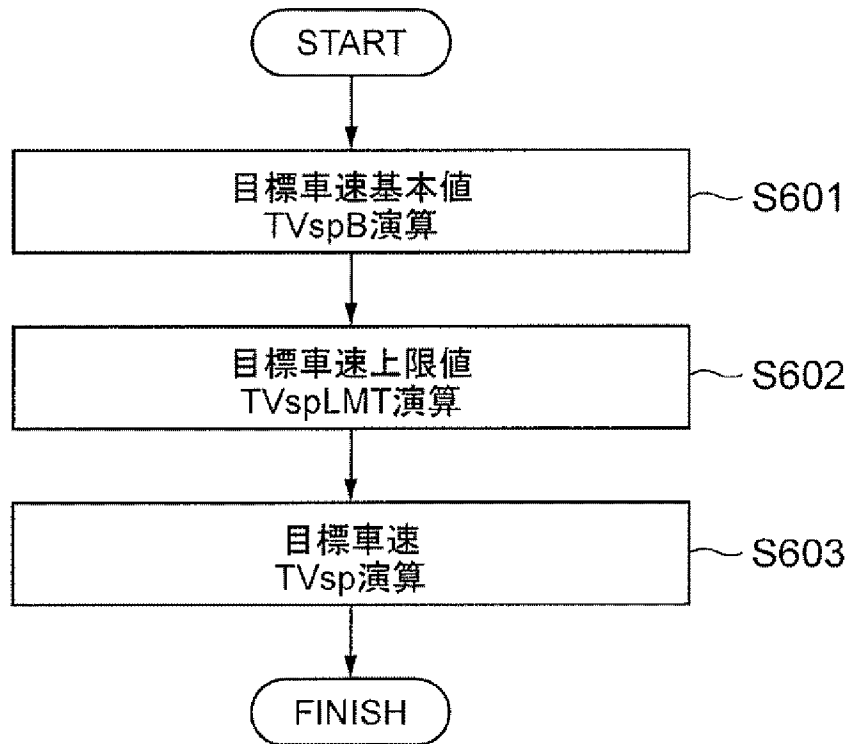 START
目標車速基本値
TVspB演算
S601
目標車速上限値
TVspLMT演算
S602
目標車速
TVsp演算
S603
FINISH